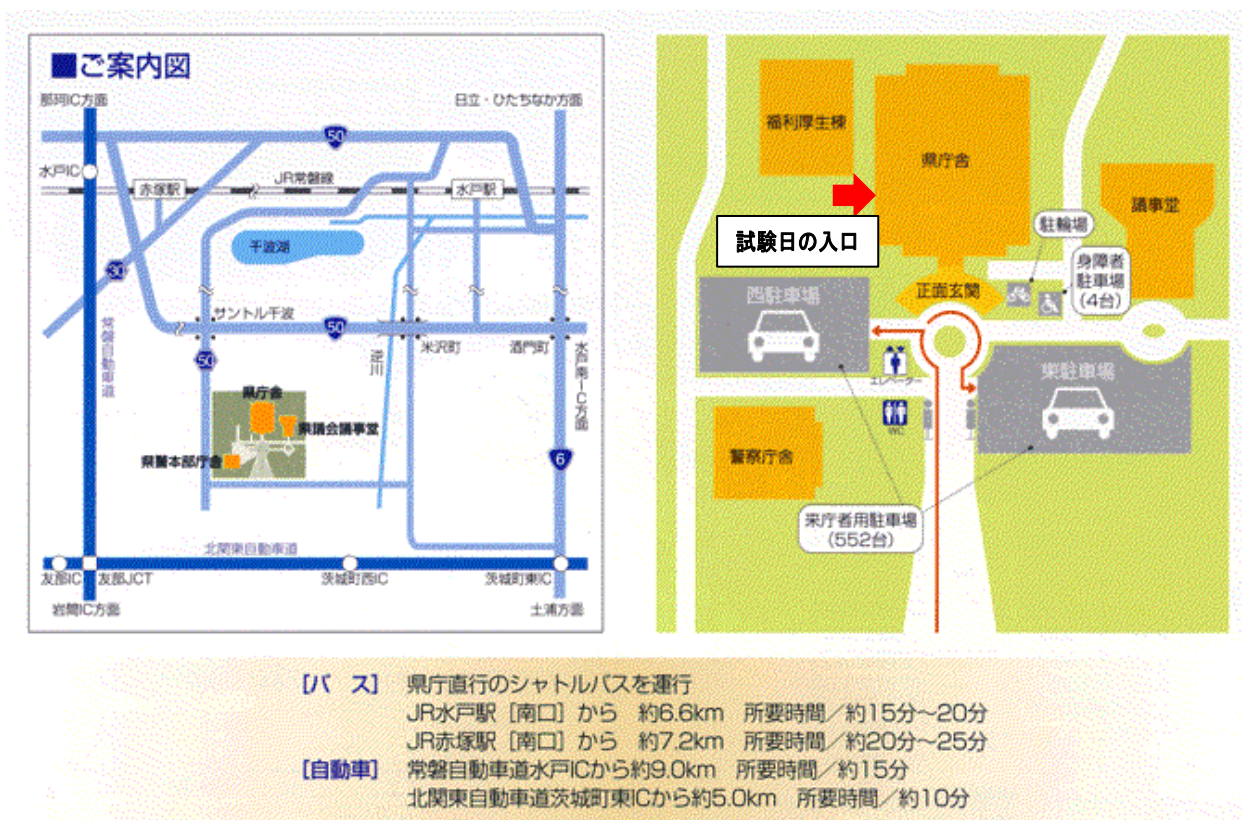 ■ご案内図
那珂IC方面
日立・ひたちなか方面
50
水戸IC
赤塚駅
JR常磐線
水戸駅
千波湖
30
常磐自動車道
サントル千波
50
50
米沢町
酒門町
逆川
水戸南IC方面
県庁舎
県議会議事堂
県警本部庁舎
6
北関東自動車道
友部IC
友部JCT
茨城町西IC
茨城町東IC
岩間IC方面
土浦方面
福利厚生棟
県庁舎
議事堂
試験日の入口
駐輪場
身障者
駐車場
(4台)
西駐車場
正面玄関
エレベーター
東駐車場
WC
警察庁舎
来庁者用駐車場
(552台)
[バ ス] 県庁直行のシャトルバスを運行
JR水戸駅[南口]から 約6.6km 所要時間/約15分~20分
JR赤塚駅[南口]から 約7.2km 所要時間/約20分~25分
[自動車] 常磐自動車道水戸ICから約9.0km 所要時間/約15分
北関東自動車道茨城町東ICから約5.0km 所要時間/約10分